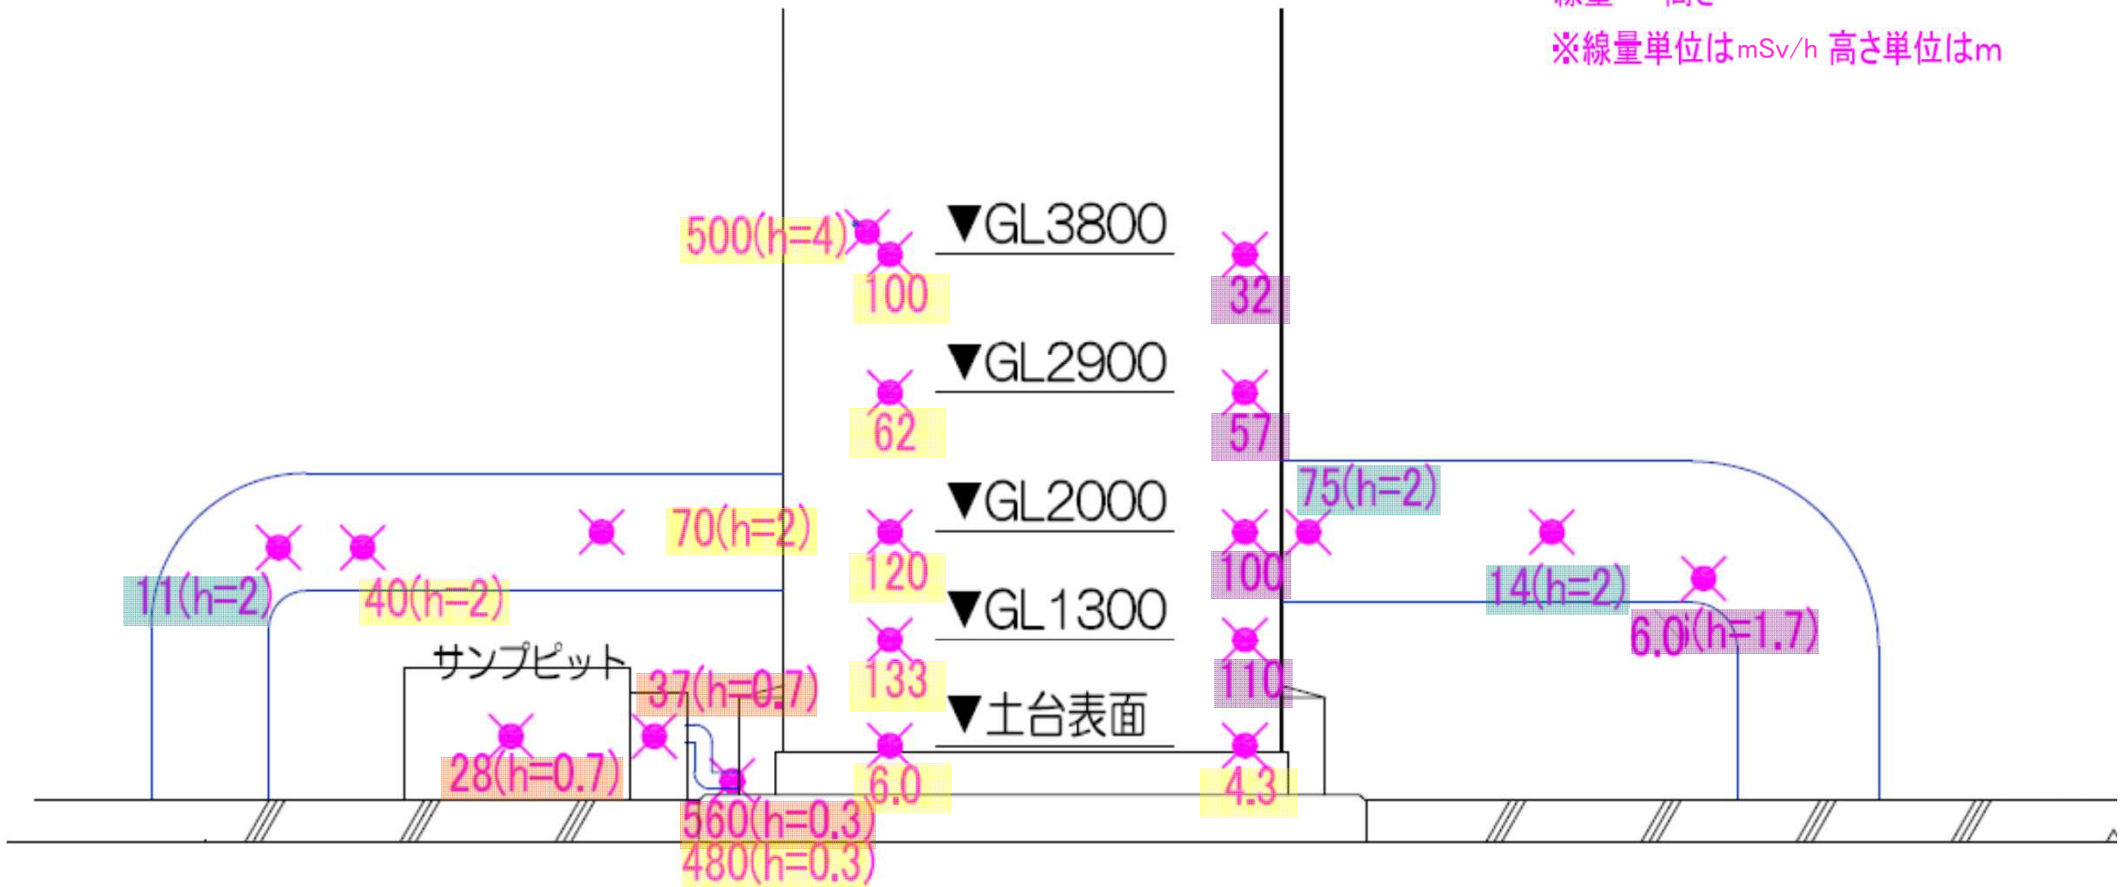 ※線量単位はmSv/h 高さ単位はm
500(h=4)
▼GL3800
100
32
▼GL2900
62
57
75(h=2)
▼GL2000
70(h=2)
120
100
11(h=2)
40(h=2)
14(h=2)
▼GL1300
6.0 (h=1.7)
サンプピット
37(h=0.7)
133
110
▼土台表面
28(h=0.7)
6.0
4.3
560(h=0.3)
480(h=0.3)